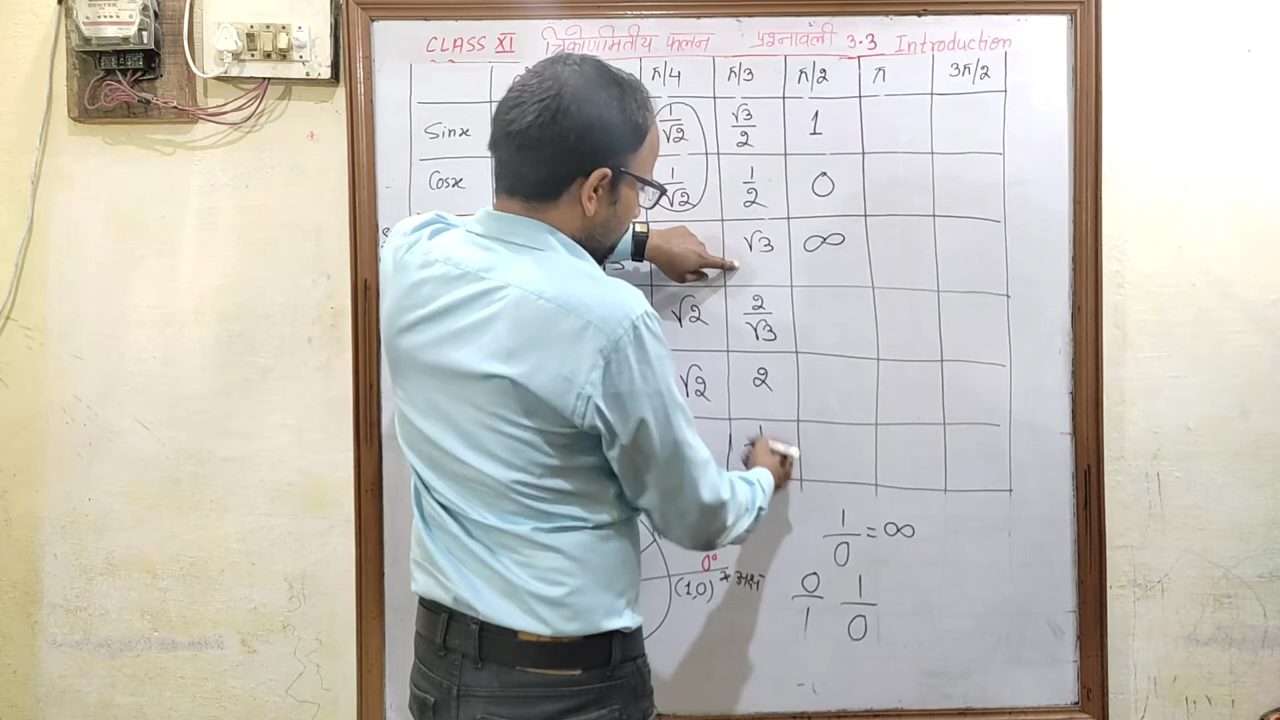 CLASS XI त्रिकोणमितीय फलन प्रश्नावली 3.3 Introduction
π/4 π/3 π/2 π 3π/2
Sinx 1/√2 √3/2 1
Cosx 1/√2 1/2 0
√3 ∞
√2 2/√3
√2 2
1/0 = ∞
0°
(1,0) x अक्ष
0/1 1/0